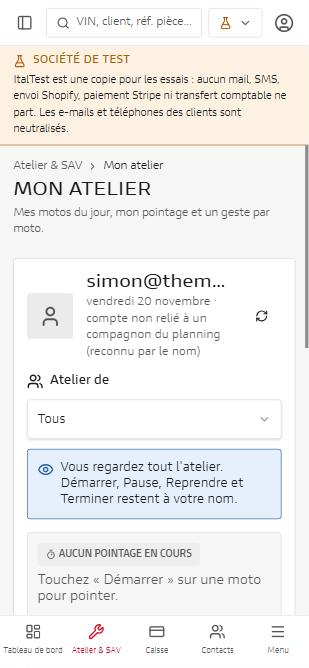 VIN, client, réf. pièce...
SOCIÉTÉ DE TEST
ItalTest est une copie pour les essais : aucun mail, SMS,
envoi Shopify, paiement Stripe ni transfert comptable ne
part. Les e-mails et téléphones des clients sont
neutralisés.
Atelier & SAV > Mon atelier
MON ATELIER
Mes motos du jour, mon pointage et un geste par
moto.
simon@them...
vendredi 20 novembre ·
compte non relié à un
compagnon du planning
(reconnu par le nom)
Atelier de
Tous
Vous regardez tout l'atelier.
Démarrer, Pause, Reprendre et
Terminer restent à votre nom.
AUCUN POINTAGE EN COURS
Touchez « Démarrer » sur une moto
pour pointer.
Tableau de bord Atelier & SAV Caisse Contacts Menu